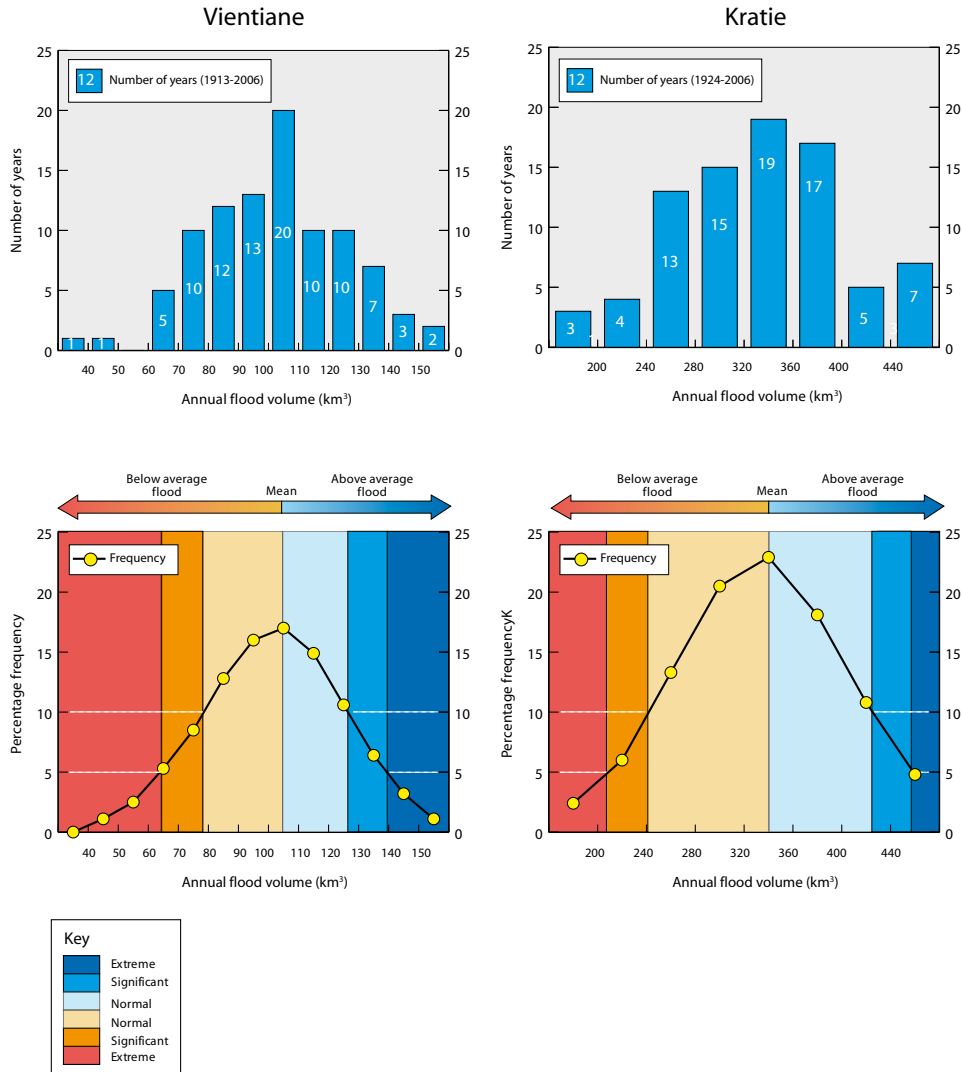 Vientiane
25
20
15
10
5
0
Number of years
12 Number of years (1913-2006)
1
1
5
10
12
13
20
10
10
7
3
2
25
20
15
10
5
0
40 50 60 70 80 90 100 110 120 130 140 150
Annual flood volume (km³)
Kratie
25
20
15
10
5
0
Number of years
12 Number of years (1924-2006)
3
1
4
13
15
19
17
5
3
7
25
20
15
10
5
0
200 240 280 320 360 400 440
Annual flood volume (km³)
Below average
flood
Mean
Above average
flood
25
20
15
10
5
0
Percentage frequency
Frequency
25
20
15
10
5
0
40 50 60 70 80 90 100 110 120 130 140 150
Annual flood volume (km³)
Below average
flood
Mean
Above average
flood
25
20
15
10
5
0
Percentage frequencyK
Frequency
25
20
15
10
5
0
200 240 280 320 360 400 440
Annual flood volume (km³)
Key
Extreme
Significant
Normal
Normal
Significant
Extreme